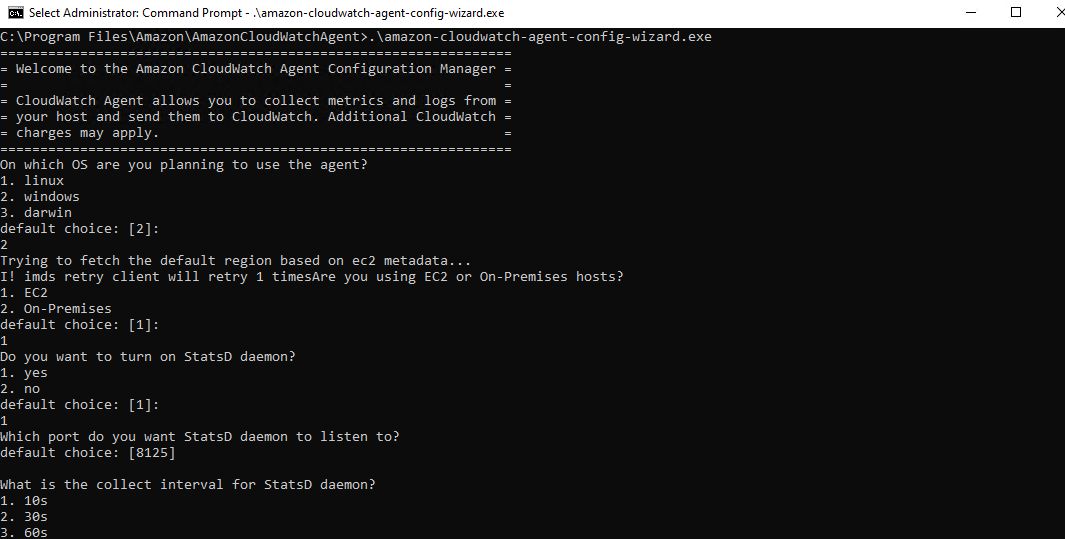 Select Administrator: Command Prompt - .\amazon-cloudwatch-agent-config-wizard.exe
C:\Program Files\Amazon\AmazonCloudWatchAgent>.\amazon-cloudwatch-agent-config-wizard.exe
================================================================
= Welcome to the Amazon CloudWatch Agent Configuration Manager =
=                                                              =
= CloudWatch Agent allows you to collect metrics and logs from =
= your host and send them to CloudWatch. Additional CloudWatch =
= charges may apply.                                           =
================================================================
On which OS are you planning to use the agent?
1. linux
2. windows
3. darwin
default choice: [2]:
2
Trying to fetch the default region based on ec2 metadata...
I! imds retry client will retry 1 timesAre you using EC2 or On-Premises hosts?
1. EC2
2. On-Premises
default choice: [1]:
1
Do you want to turn on StatsD daemon?
1. yes
2. no
default choice: [1]:
1
Which port do you want StatsD daemon to listen to?
default choice: [8125]
What is the collect interval for StatsD daemon?
1. 10s
2. 30s
3. 60s